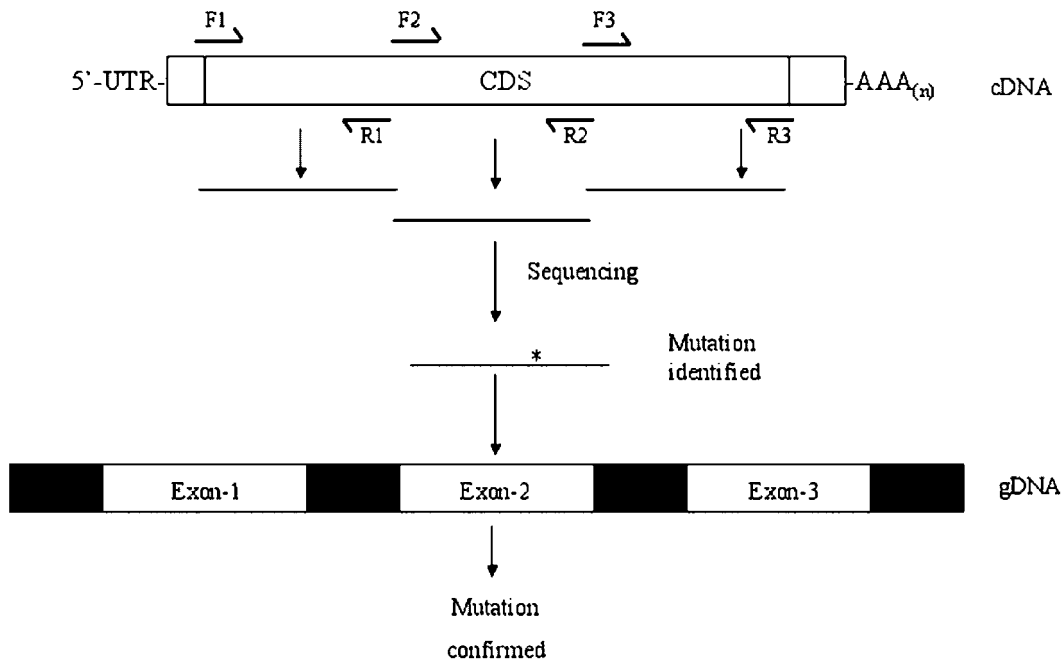 F1 F2 F3
5'-UTR- CDS -AAA(n) cDNA
R1 R2 R3
Sequencing
*
Mutation
identified
Exon-1 Exon-2 Exon-3 gDNA
Mutation
confirmed